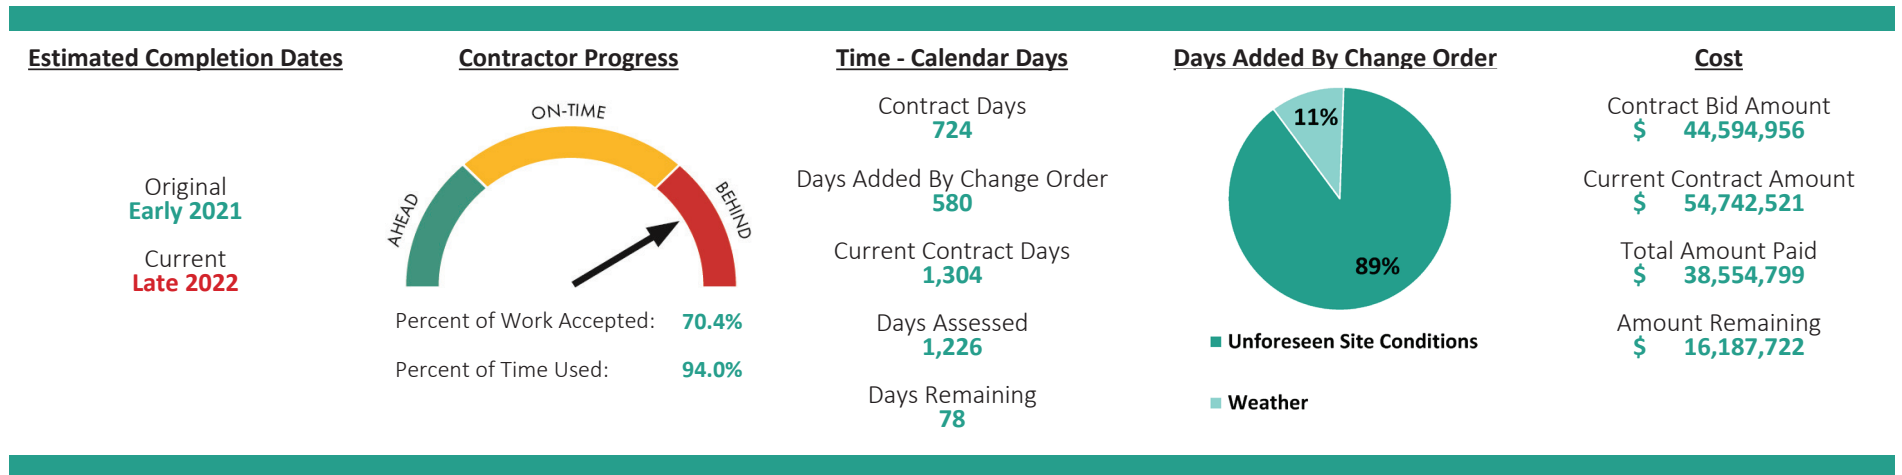 Estimated Completion Dates
Original
Early 2021
Current
Late 2022
Contractor Progress
AHEAD
ON-TIME
BEHIND
Percent of Work Accepted: 70.4%
Percent of Time Used: 94.0%
Time - Calendar Days
Contract Days
724
Days Added By Change Order
580
Current Contract Days
1,304
Days Assessed
1,226
Days Remaining
78
Days Added By Change Order
11%
89%
Unforeseen Site Conditions
Weather
Cost
Contract Bid Amount
$ 44,594,956
Current Contract Amount
$ 54,742,521
Total Amount Paid
$ 38,554,799
Amount Remaining
$ 16,187,722